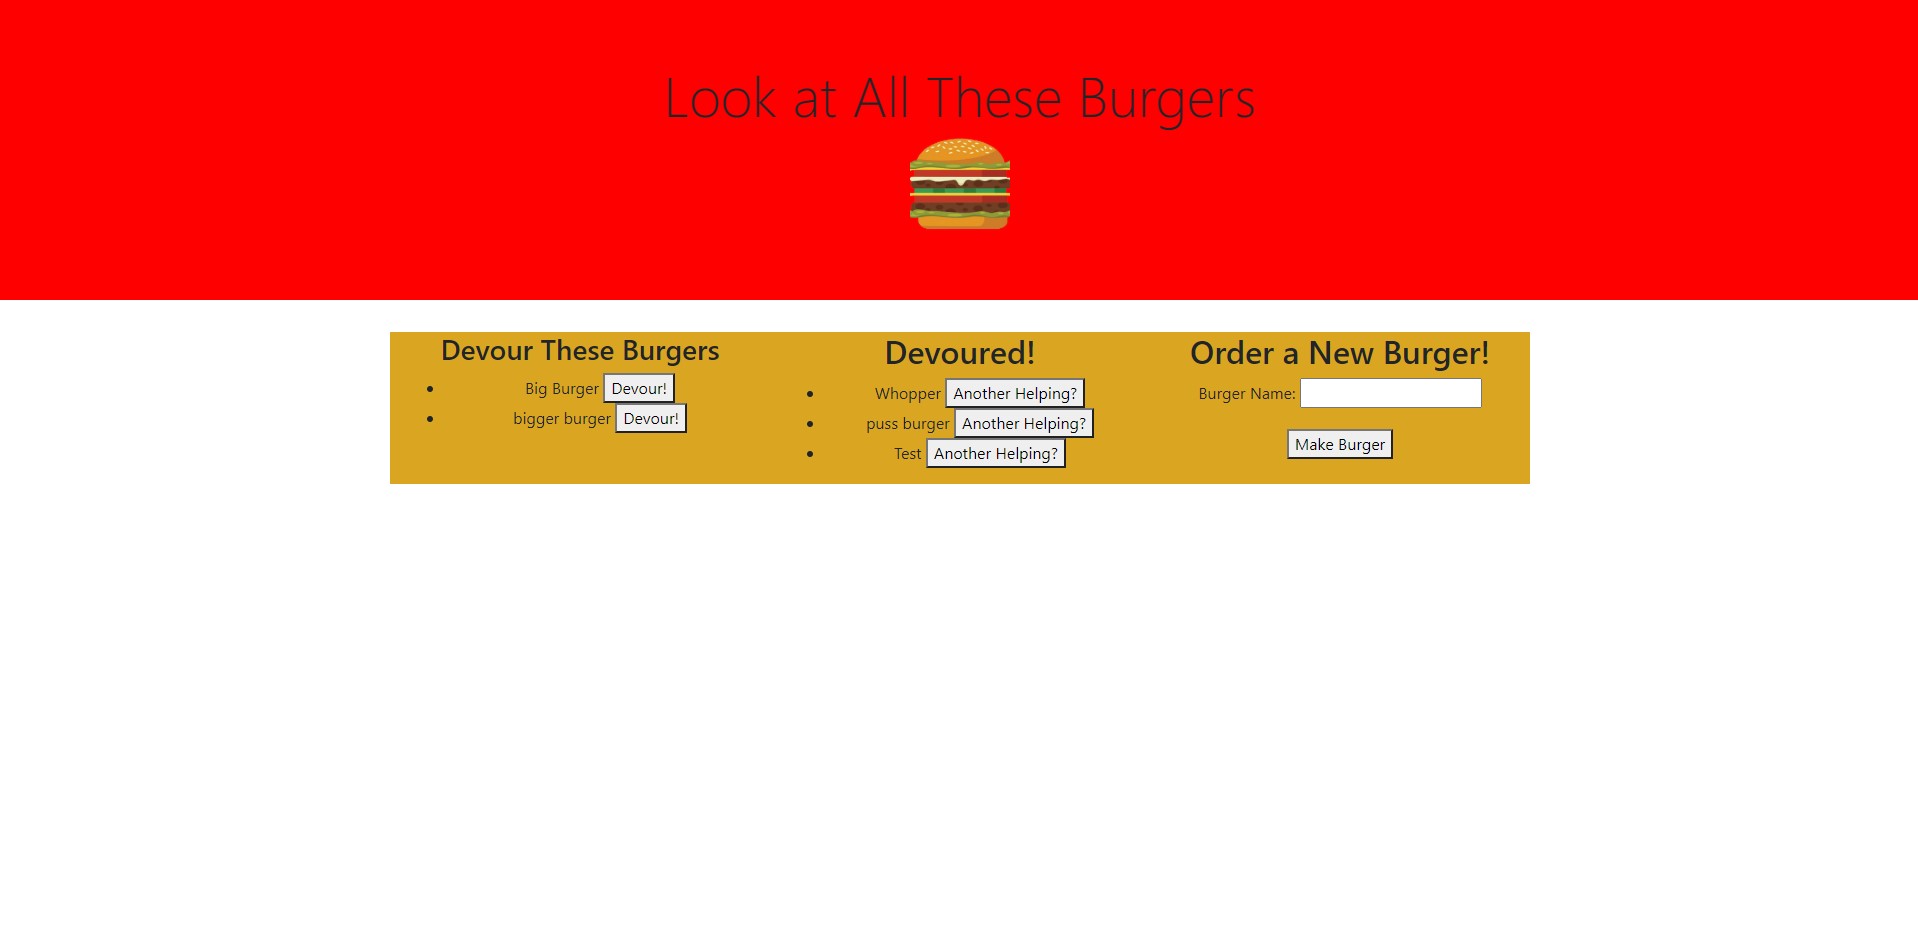 Look at All These Burgers
Devour These Burgers
Big Burger Devour!
bigger burger Devour!
Devoured!
Whopper Another Helping?
puss burger Another Helping?
Test Another Helping?
Order a New Burger!
Burger Name:
Make Burger